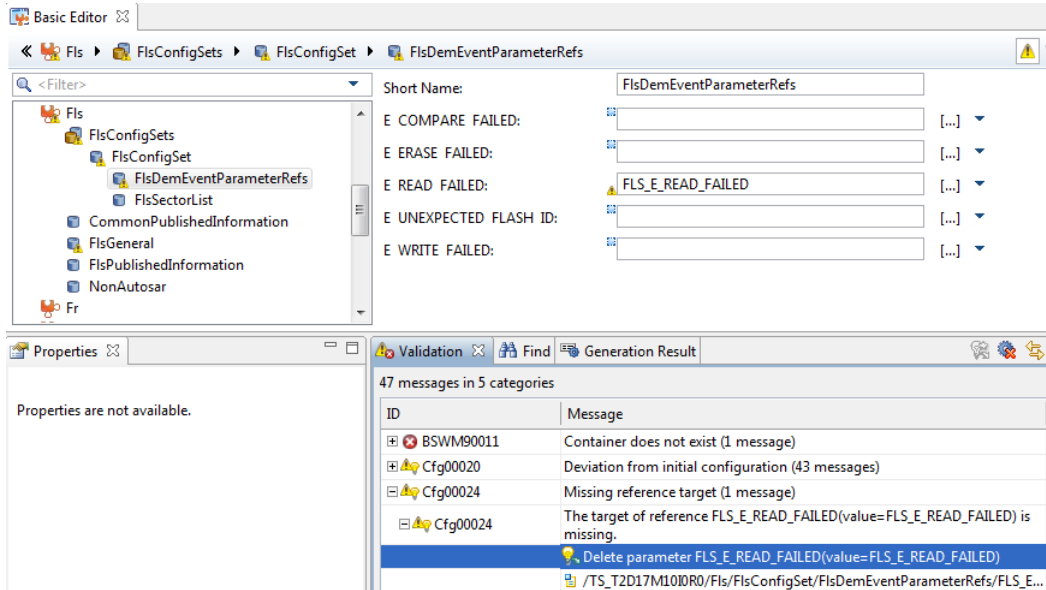 Basic Editor
Fls FlsConfigSets FlsConfigSet FlsDemEventParameterRefs
<Filter>
Fls
FlsConfigSets
FlsConfigSet
FlsDemEventParameterRefs
FlsSectorList
CommonPublishedInformation
FlsGeneral
FlsPublishedInformation
NonAutosar
Fr
Short Name: FlsDemEventParameterRefs
E COMPARE FAILED: [...]
E ERASE FAILED: [...]
E READ FAILED: FLS_E_READ_FAILED [...]
E UNEXPECTED FLASH ID: [...]
E WRITE FAILED: [...]
Properties
Properties are not available.
Validation Find Generation Result
47 messages in 5 categories
ID Message
BSWM90011 Container does not exist (1 message)
Cfg00020 Deviation from initial configuration (43 messages)
Cfg00024 Missing reference target (1 message)
Cfg00024 The target of reference FLS_E_READ_FAILED(value=FLS_E_READ_FAILED) is
missing.
Delete parameter FLS_E_READ_FAILED(value=FLS_E_READ_FAILED)
/TS_T2D17M10I0R0/Fls/FlsConfigSet/FlsDemEventParameterRefs/FLS_E...